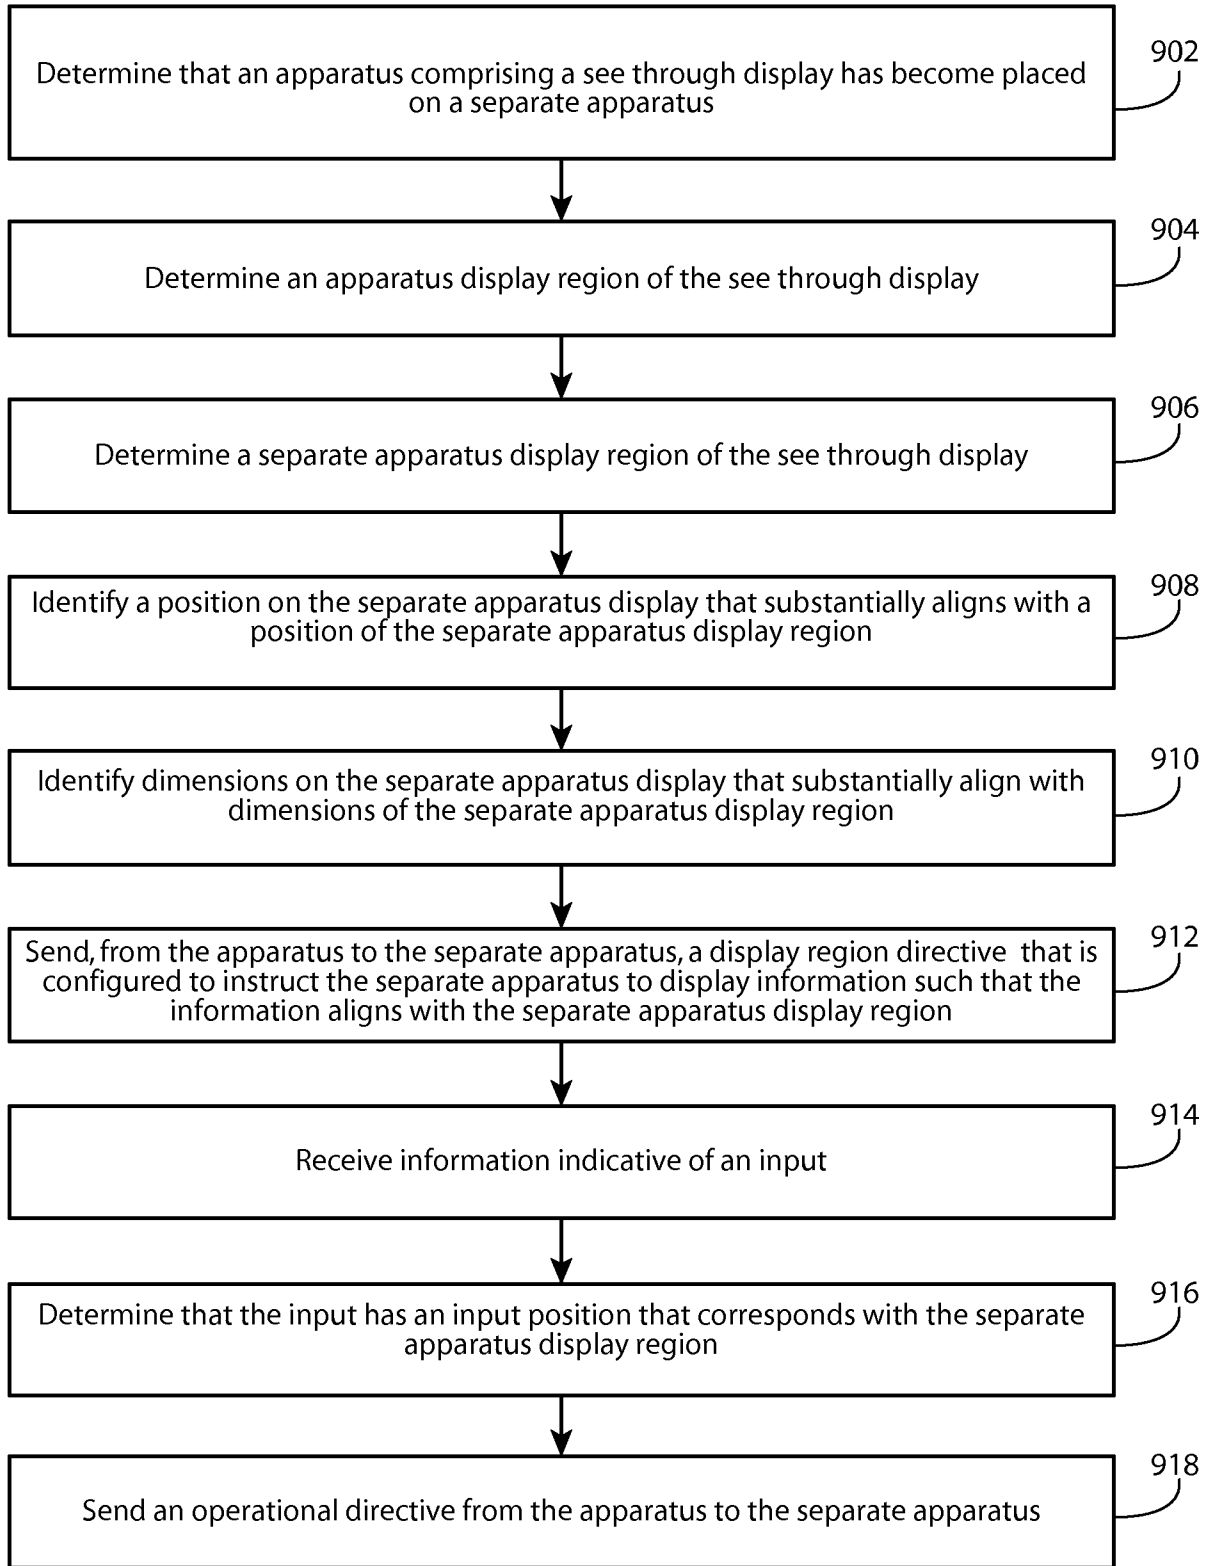 902
Determine that an apparatus comprising a see through display has become placed
on a separate apparatus
904
Determine an apparatus display region of the see through display
906
Determine a separate apparatus display region of the see through display
908
Identify a position on the separate apparatus display that substantially aligns with a
position of the separate apparatus display region
910
Identify dimensions on the separate apparatus display that substantially align with
dimensions of the separate apparatus display region
912
Send, from the apparatus to the separate apparatus, a display region directive that is
configured to instruct the separate apparatus to display information such that the
information aligns with the separate apparatus display region
914
Receive information indicative of an input
916
Determine that the input has an input position that corresponds with the separate
apparatus display region
918
Send an operational directive from the apparatus to the separate apparatus